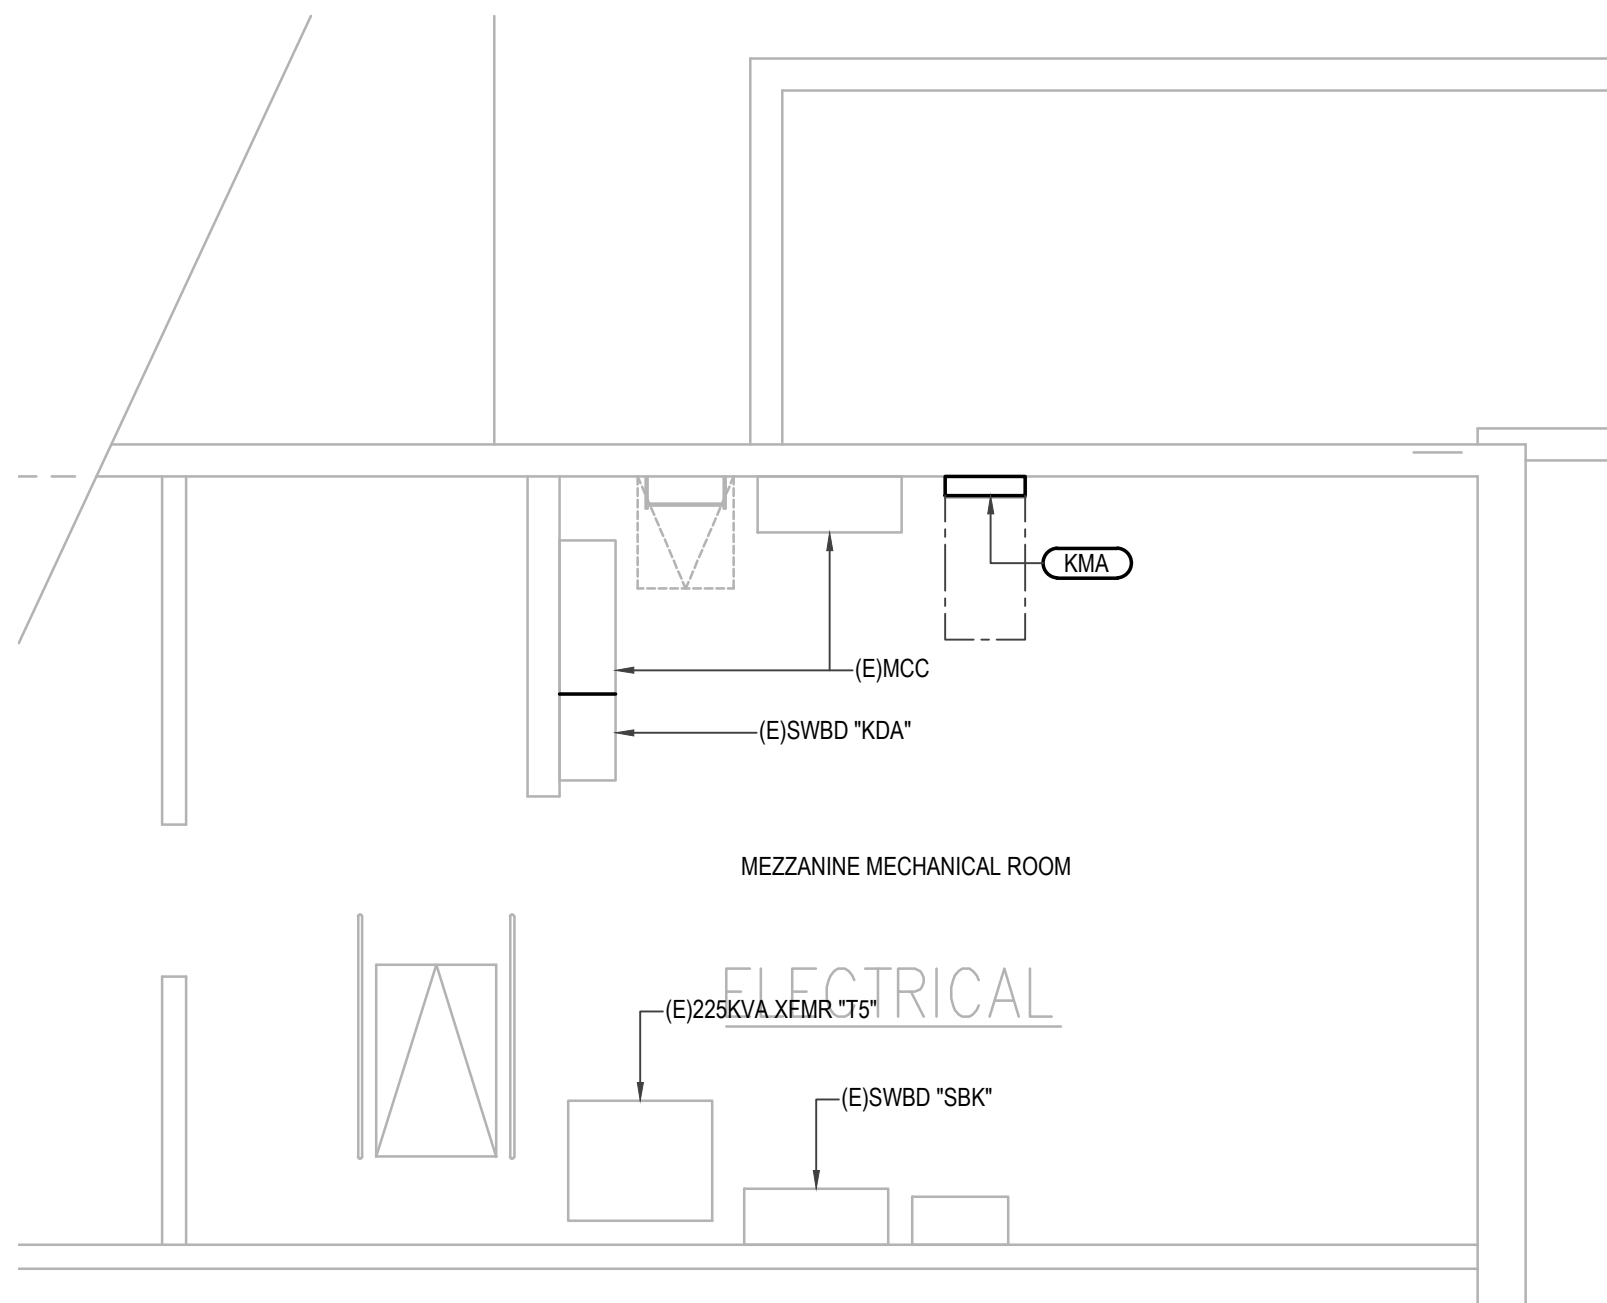 KMA
(E)MCC
(E)SWBD "KDA"
MEZZANINE MECHANICAL ROOM
ELECTRICAL
(E)225KVA XFMR "T5"
(E)SWBD "SBK"